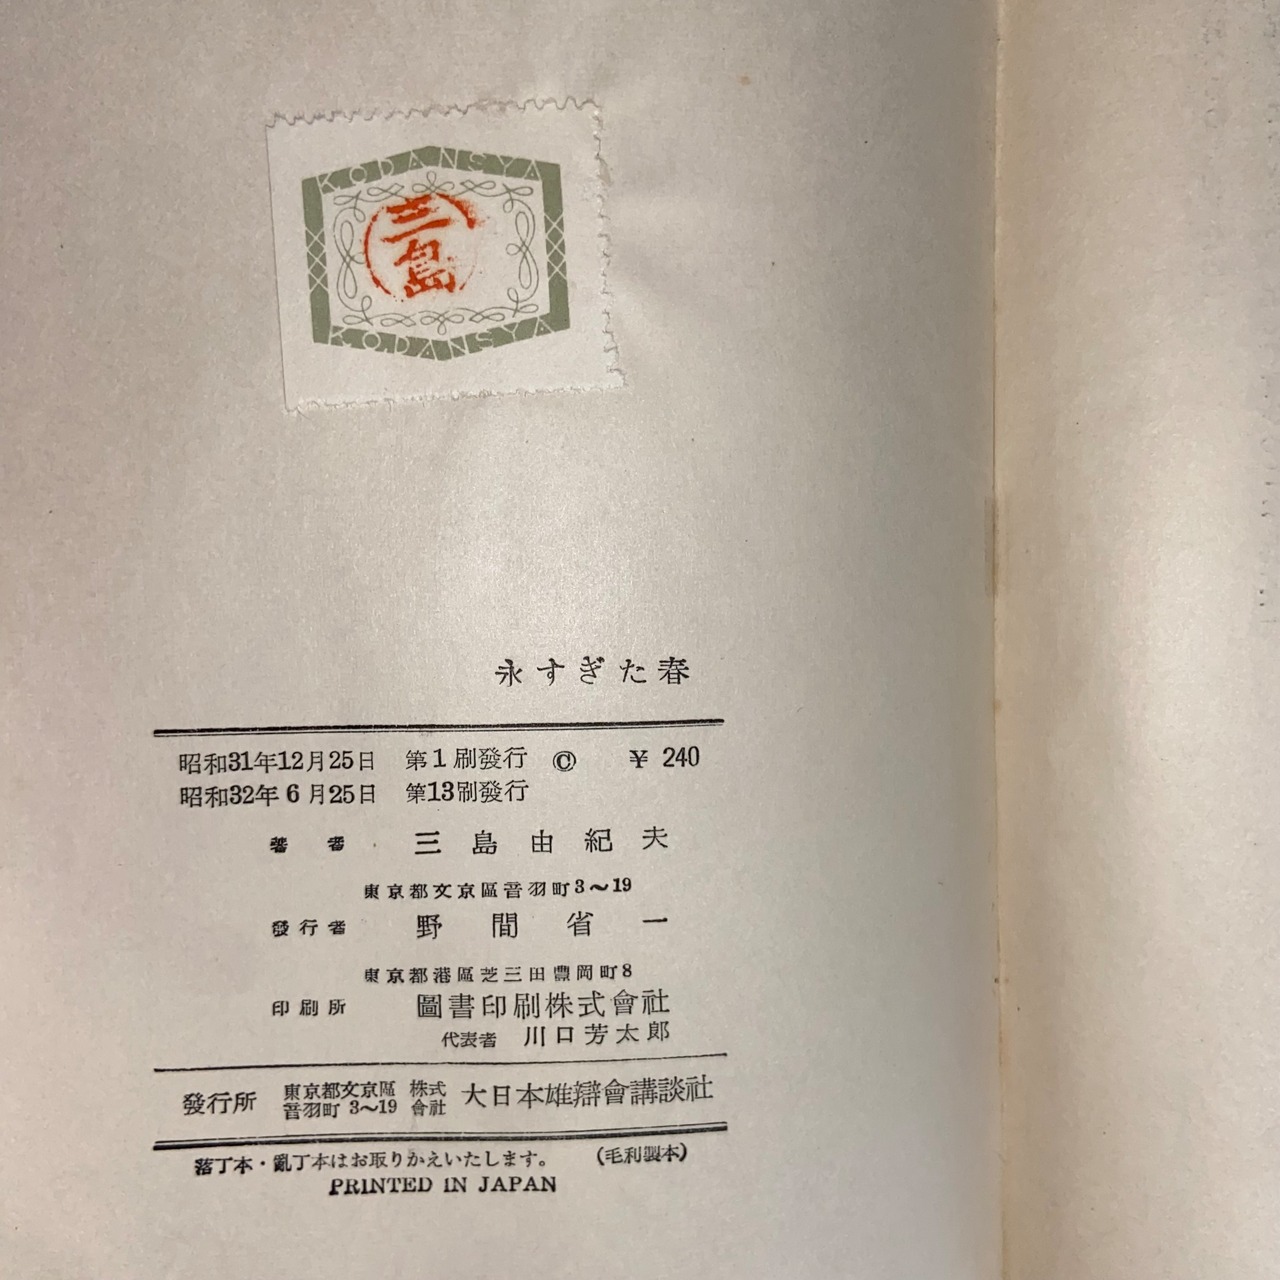 KODANSYA
三島
KODANSYA
永すぎた春
昭和31年12月25日 第1刷發行 © ¥ 240
昭和32年6月25日 第13刷發行
著者 三島由紀夫
東京都文京區音羽町3〜19
發行者 野間省一
東京都港區芝三田豊岡町8
印刷所 圖書印刷株式會社
代表者 川口芳太郎
發行所 東京都文京區音羽町3〜19 株式會社 大日本雄辯會講談社
落丁本・亂丁本はお取りかえいたします。 (毛利製本)
PRINTED IN JAPAN